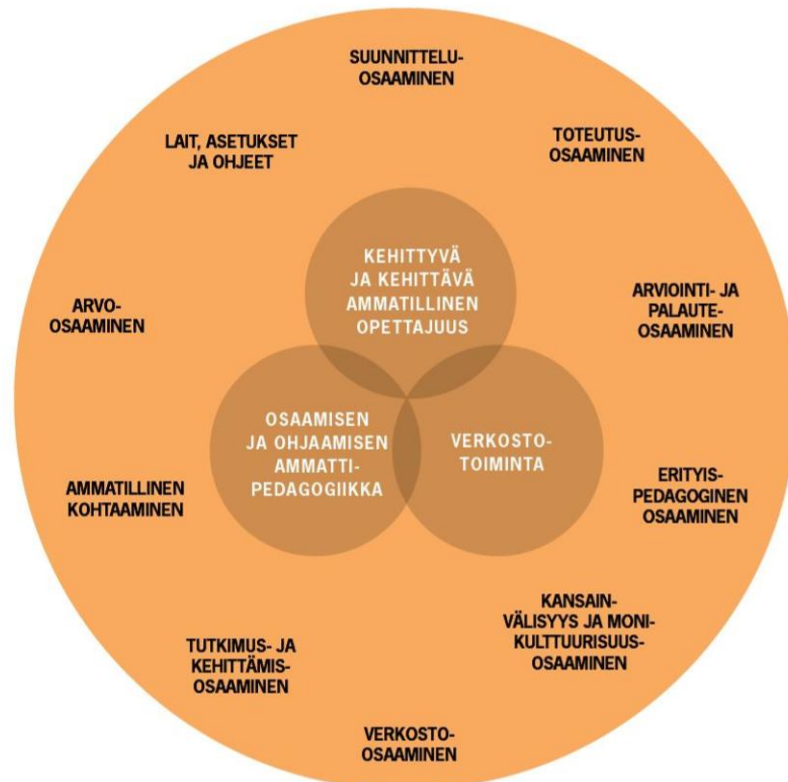 SUUNNITTELU-
OSAAMINEN
TOTEUTUS-
OSAAMINEN
LAIT, ASETUKSET
JA OHJEET
KEHITTYVÄ
JA KEHITTÄVÄ
AMMATILLINEN
OPETTAJUUS
ARVO-
OSAAMINEN
ARVIOINTI- JA
PALAUTE-
OSAAMINEN
OSAAMISEN
JA OHJAAMISEN
AMMATTI-
PEDAGOGIIKKA
VERKOSTO-
TOIMINTA
AMMATILLINEN
KOHTAAMINEN
ERITYIS-
PEDAGOGINEN
OSAAMINEN
KANSAIN-
VÄLISYYS JA MONI-
KULTTUURISUUS-
OSAAMINEN
TUTKIMUS- JA
KEHITTÄMIS-
OSAAMINEN
VERKOSTO-
OSAAMINEN